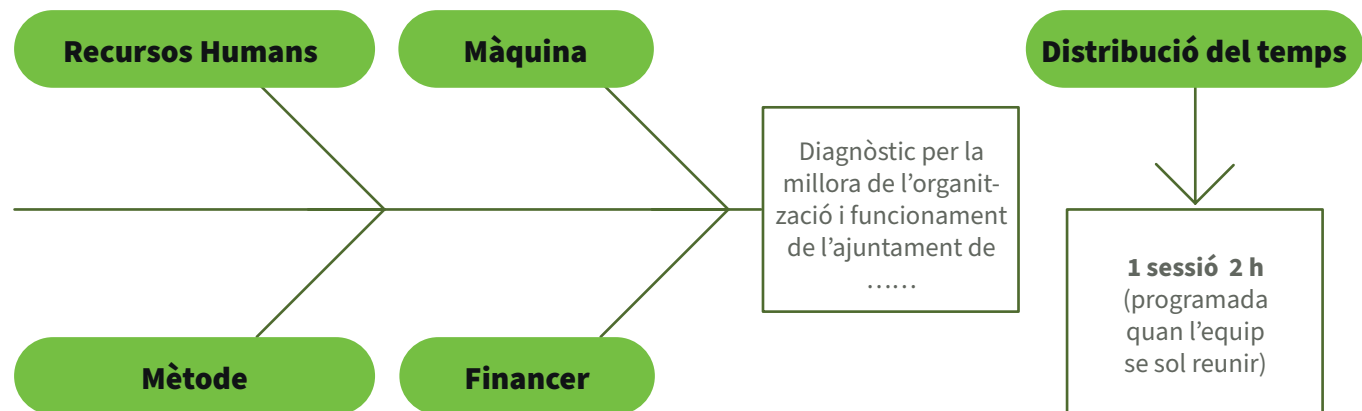 Recursos Humans
Màquina
Distribució del temps
Diagnòstic per la
millora de l’organit-
zació i funcionament
de l’ajuntament de
……
1 sessió 2 h
(programada
quan l’equip
se sol reunir)
Mètode
Financer